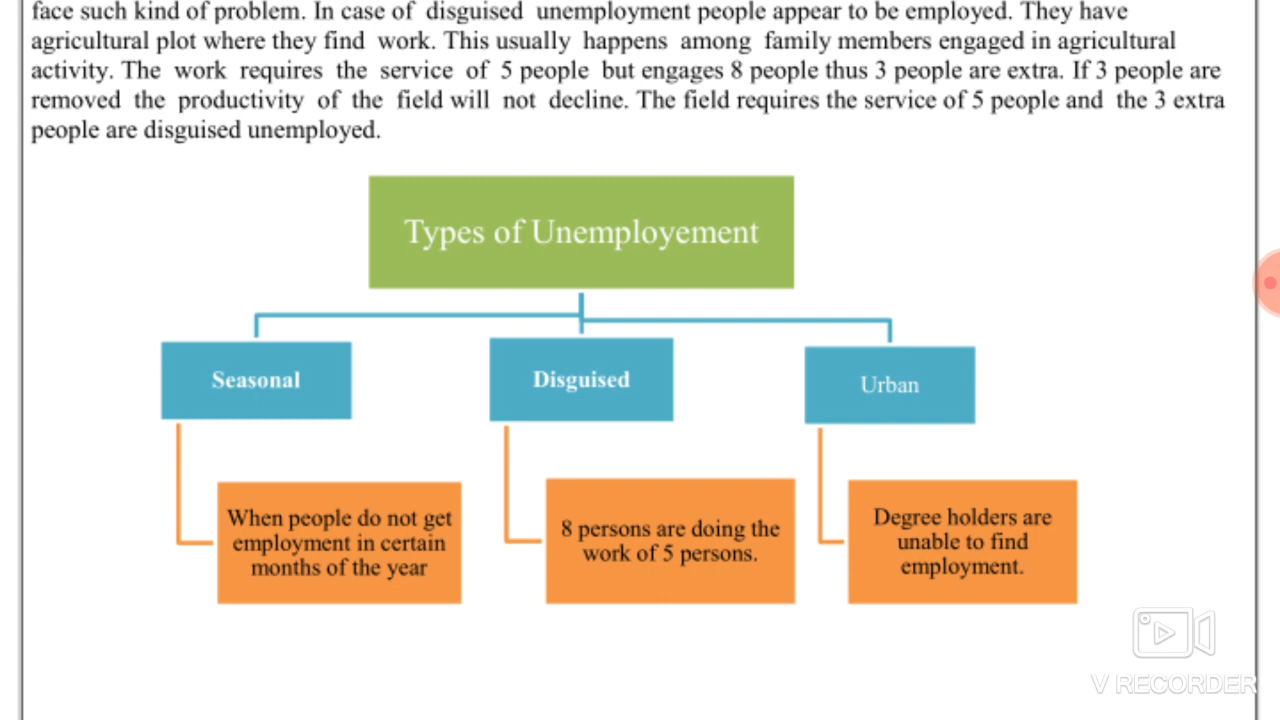 face such kind of problem. In case of disguised unemployment people appear to be employed. They have
agricultural plot where they find work. This usually happens among family members engaged in agricultural
activity. The work requires the service of 5 people but engages 8 people thus 3 people are extra. If 3 people are
removed the productivity of the field will not decline. The field requires the service of 5 people and the 3 extra
people are disguised unemployed.
Types of Unemployement
Seasonal
Disguised
Urban
When people do not get
employment in certain
months of the year
8 persons are doing the
work of 5 persons.
Degree holders are
unable to find
employment.
V RECORDER